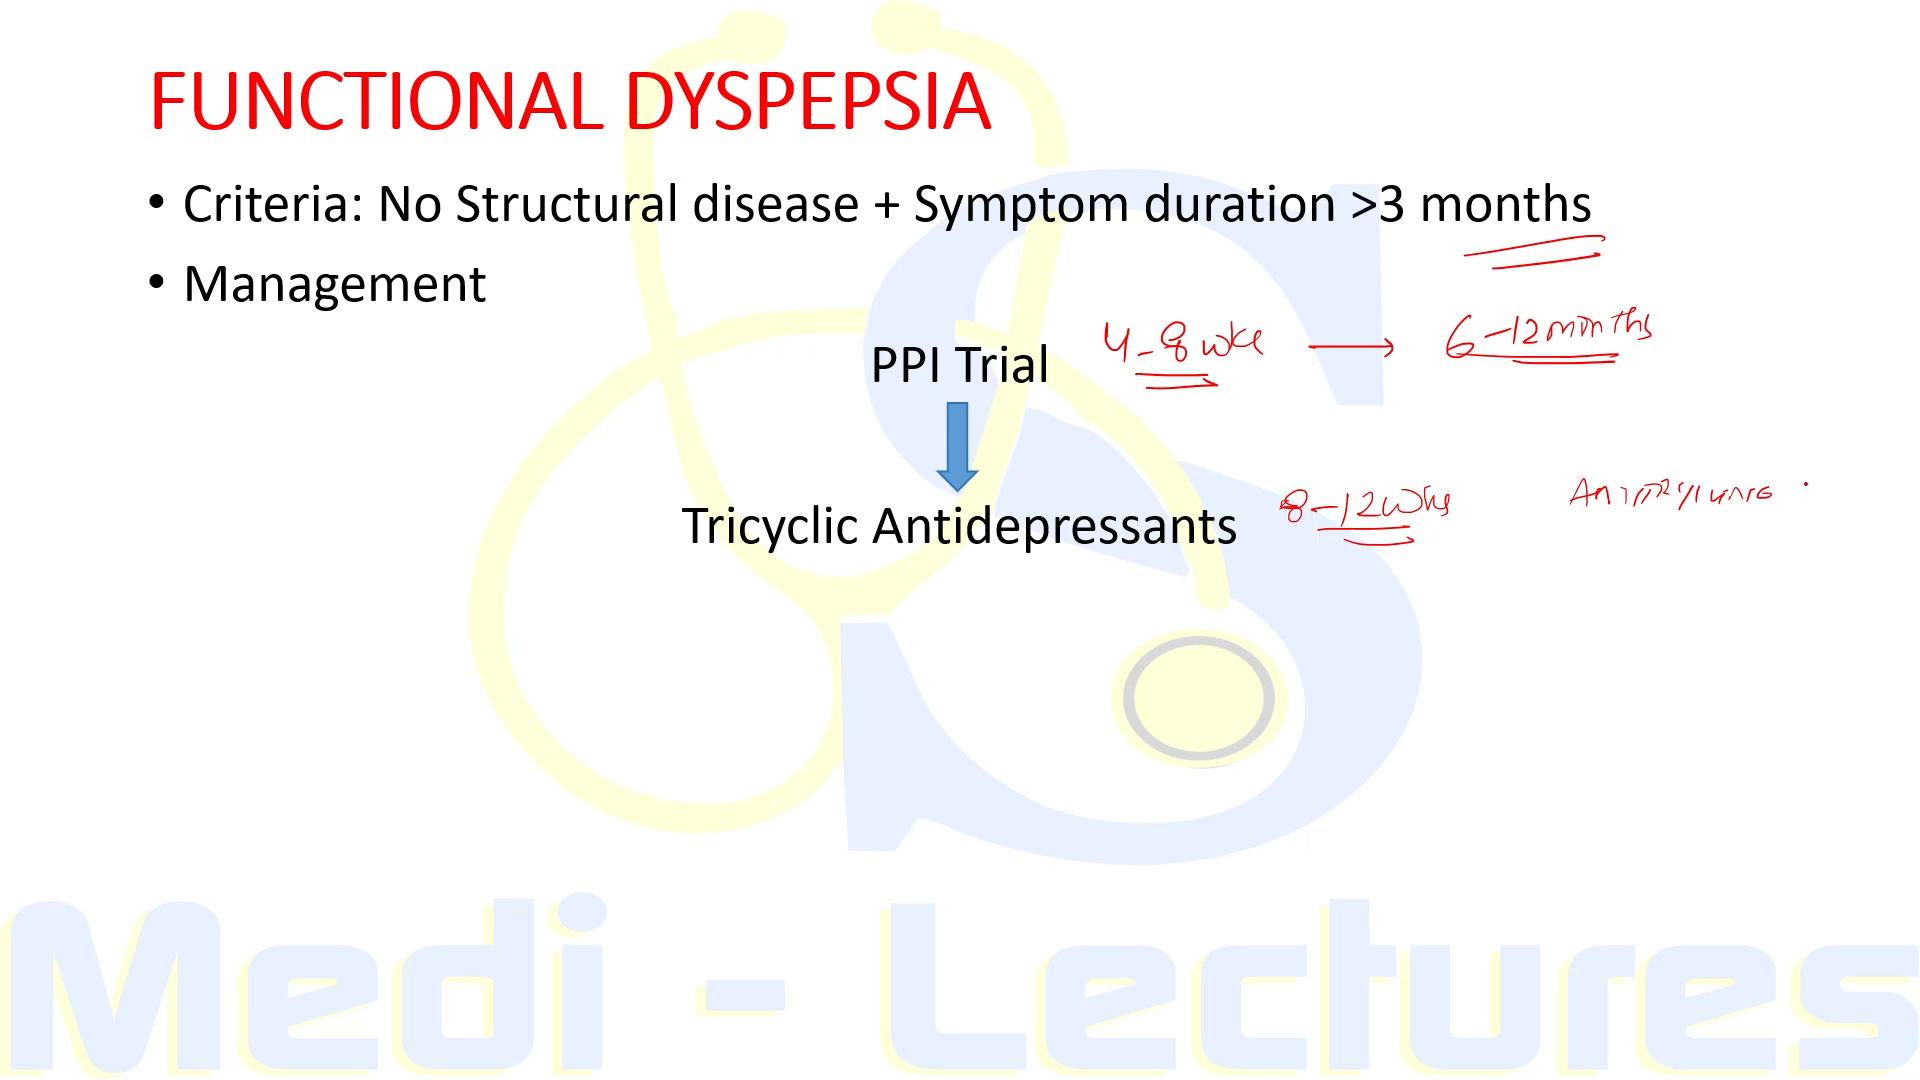 FUNCTIONAL DYSPEPSIA
• Criteria: No Structural disease + Symptom duration >3 months
• Management
PPI Trial 4-8 wks → 6-12 months
Tricyclic Antidepressants 8-12 wks
Medi - Lectures